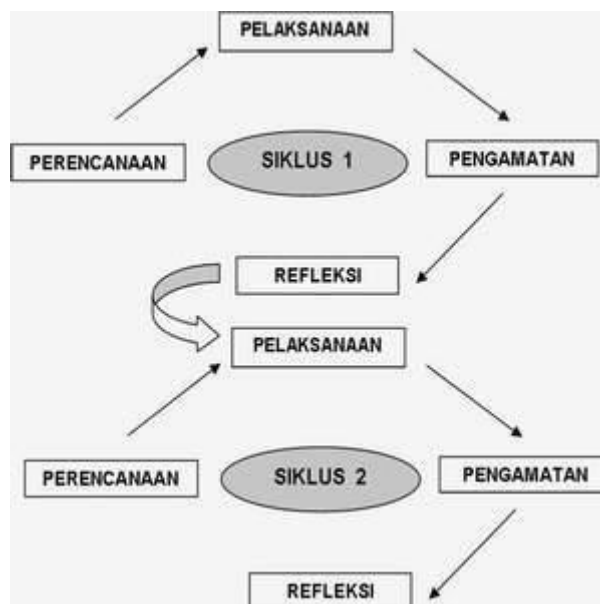 PELAKSANAAN
PERENCANAAN
SIKLUS 1
PENGAMATAN
REFLEKSI
PELAKSANAAN
PERENCANAAN
SIKLUS 2
PENGAMATAN
REFLEKSI